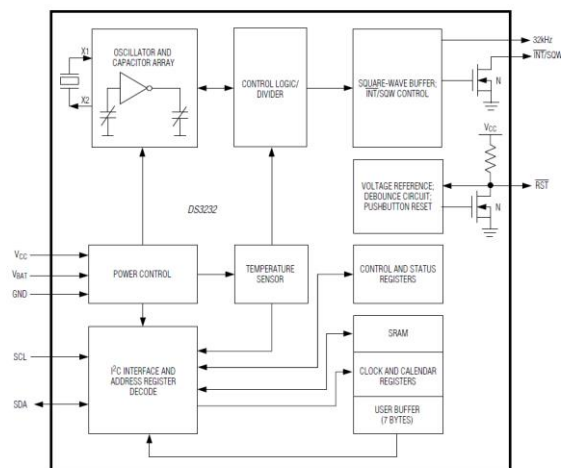 X1
X2
OSCILLATOR AND
CAPACITOR ARRAY
CONTROL LOGIC/
DIVIDER
SQUARE-WAVE BUFFER;
INT/SQW CONTROL
32kHz
INT/SQW
N
VCC
VOLTAGE REFERENCE;
DEBOUNCE CIRCUIT;
PUSHBUTTON RESET
N
RST
DS3232
VCC
VBAT
GND
POWER CONTROL
TEMPERATURE
SENSOR
CONTROL AND STATUS
REGISTERS
SCL
SDA
I2C INTERFACE AND
ADDRESS REGISTER
DECODE
SRAM
CLOCK AND CALENDAR
REGISTERS
USER BUFFER
(7 BYTES)